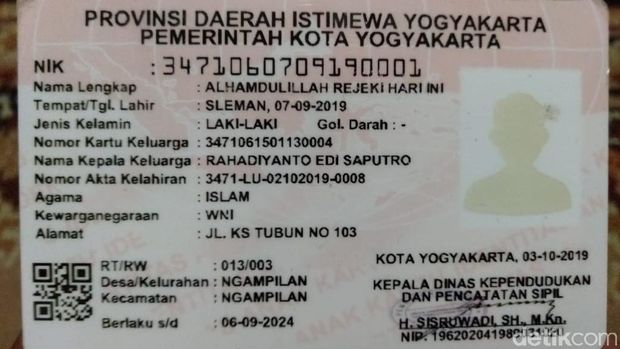 PROVINSI DAERAH ISTIMEWA YOGYAKARTA
PEMERINTAH KOTA YOGYAKARTA
NIK : 3471060709190001
Nama Lengkap : ALHAMDULILLAH REJEKI HARI INI
Tempat/Tgl. Lahir : SLEMAN, 07-09-2019
Jenis Kelamin : LAKI-LAKI Gol. Darah : -
Nomor Kartu Keluarga : 3471061501130004
Nama Kepala Keluarga : RAHADIYANTO EDI SAPUTRO
Nomor Akta Kelahiran : 3471-LU-02102019-0008
Agama : ISLAM
Kewarganegaraan : WNI
Alamat : JL. KS TUBUN NO 103
RT/RW : 013/003
Desa/Kelurahan : NGAMPILAN
Kecamatan : NGAMPILAN
Berlaku s/d : 06-09-2024
KOTA YOGYAKARTA, 03-10-2019
KEPALA DINAS KEPENDUDUKAN
DAN PENCATATAN SIPIL
H. SISRUWADI, SH., M.Kn.
NIP.
detikcom